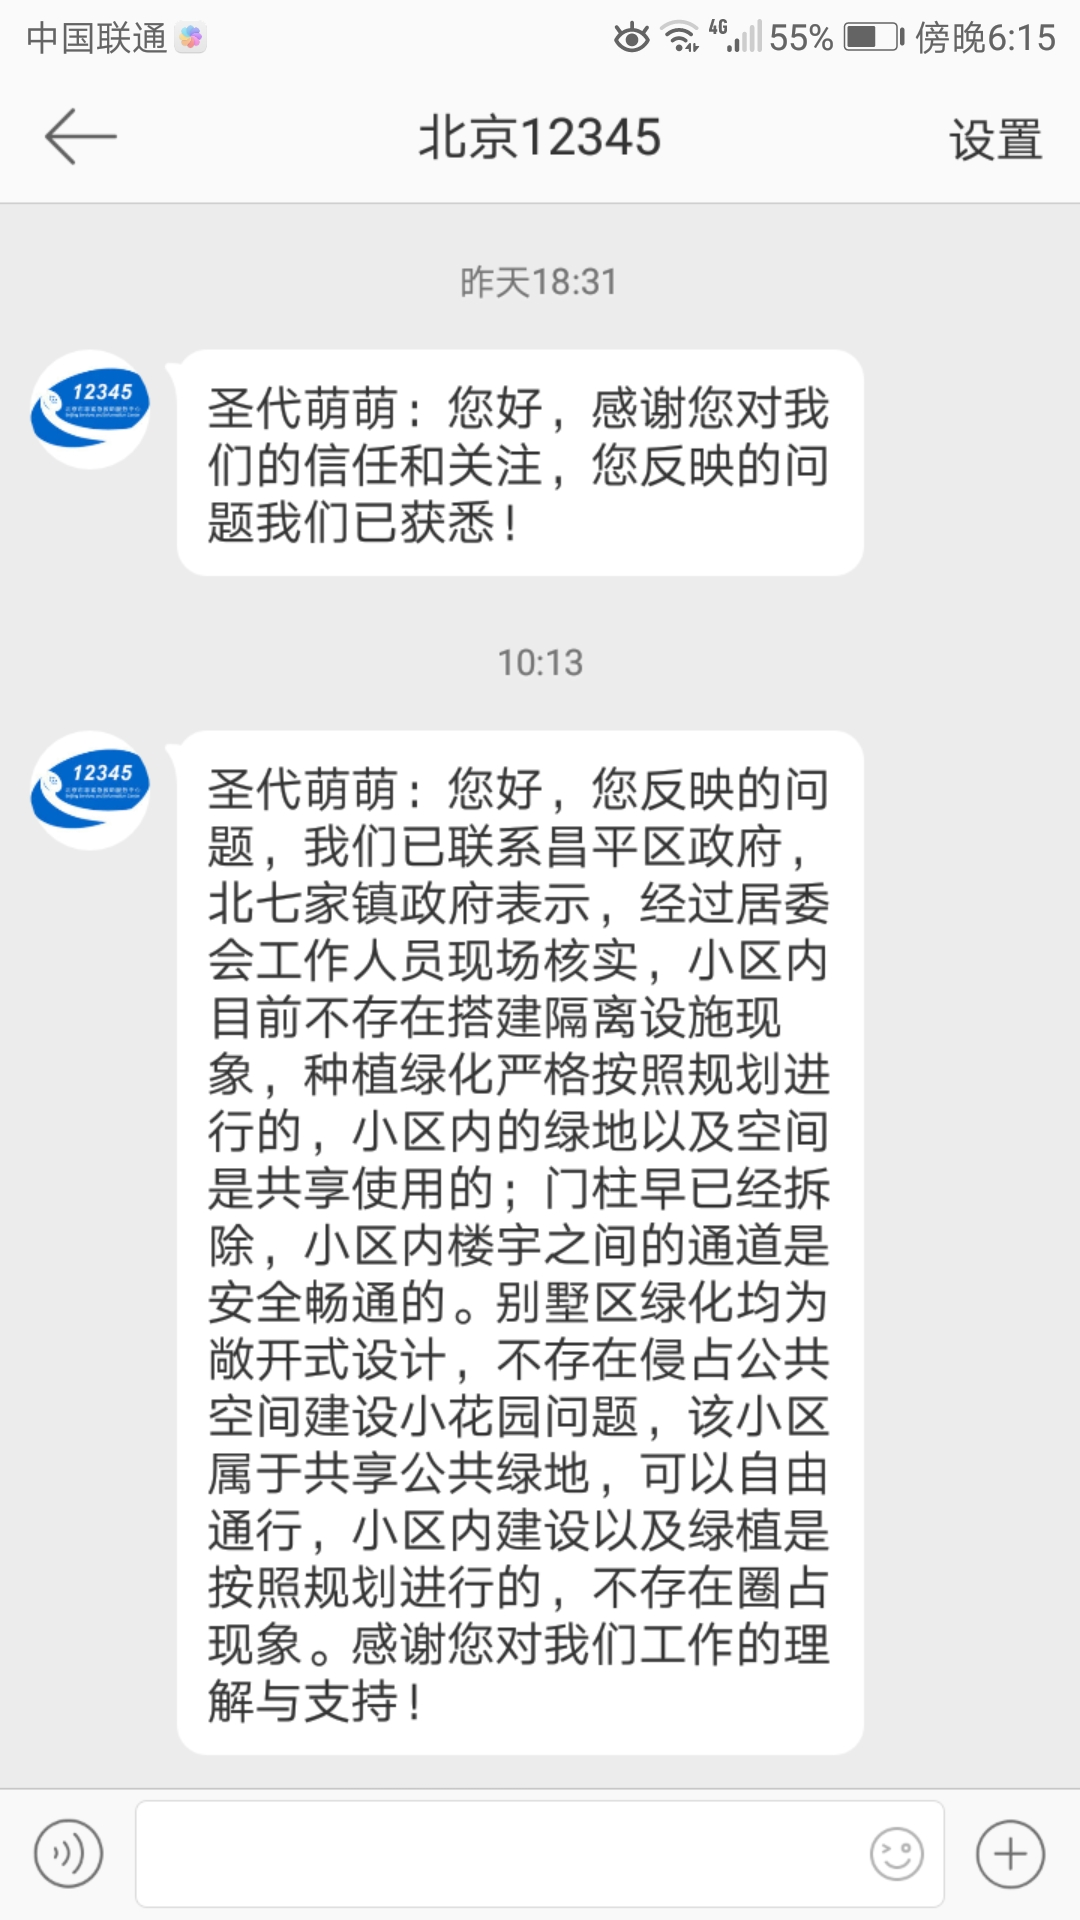 中国联通
4G 55% 傍晚6:15
北京12345
设置
昨天18:31
12345
圣代萌萌：您好，感谢您对我
们的信任和关注，您反映的问
题我们已获悉！
10:13
12345
圣代萌萌：您好，您反映的问
题，我们已联系昌平区政府，
北七家镇政府表示，经过居委
会工作人员现场核实，小区内
目前不存在搭建隔离设施现
象，种植绿化严格按照规划进
行的，小区内的绿地以及空间
是共享使用的；门柱早已经拆
除，小区内楼宇之间的通道是
安全畅通的。别墅区绿化均为
敞开式设计，不存在侵占公共
空间建设小花园问题，该小区
属于共享公共绿地，可以自由
通行，小区内建设以及绿植是
按照规划进行的，不存在圈占
现象。感谢您对我们工作的理
解与支持！